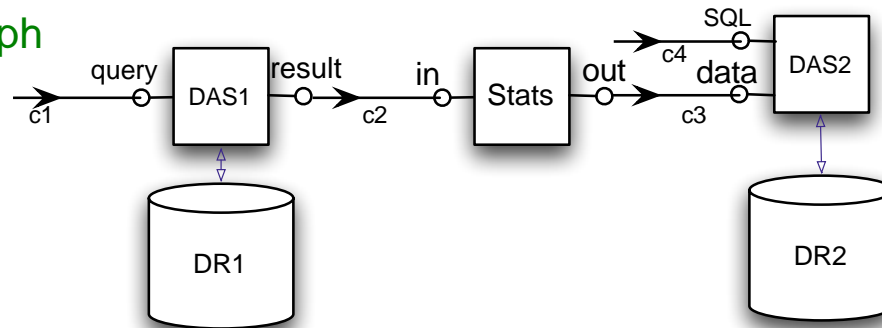 ph
SQL
query
result
in
out
data
c4
DAS1
Stats
DAS2
c1
c2
c3
DR1
DR2